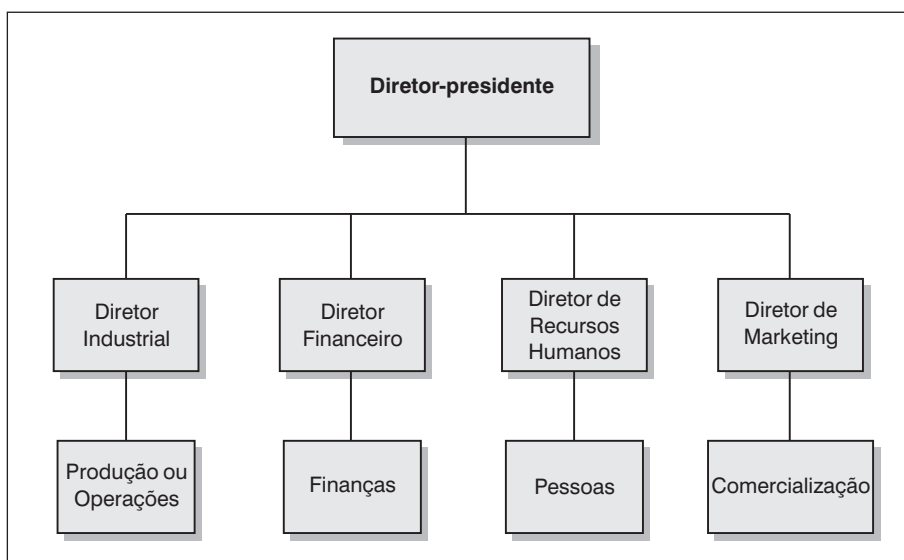 Diretor-presidente
Diretor
Industrial
Diretor
Financeiro
Diretor de
Recursos
Humanos
Diretor de
Marketing
Produção ou
Operações
Finanças
Pessoas
Comercialização